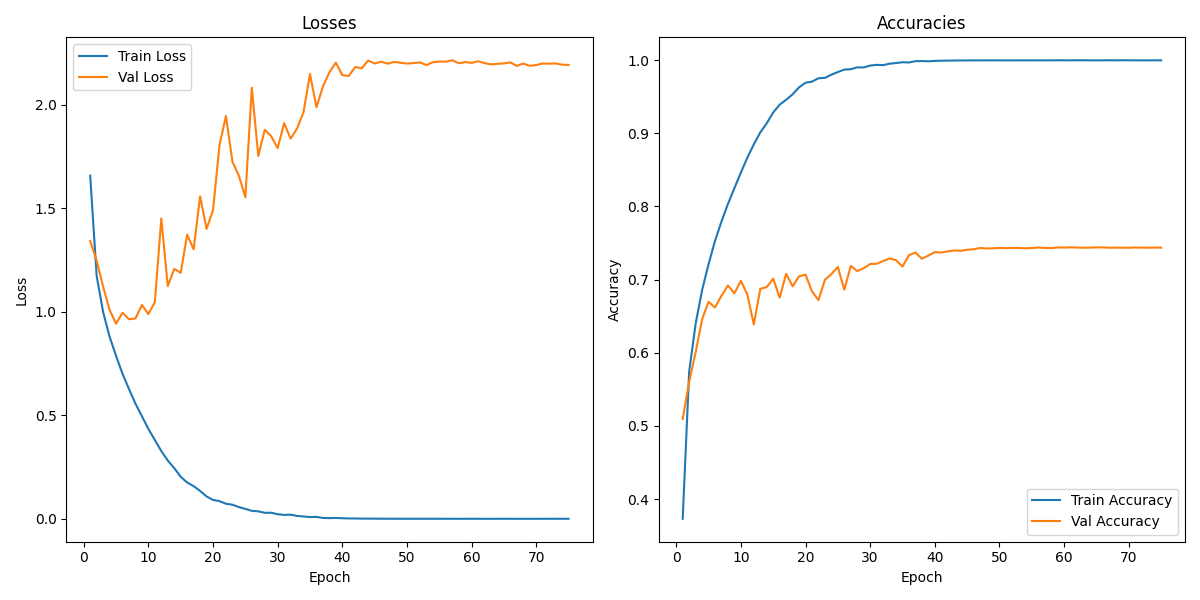 Losses
Train Loss
Val Loss
2.0
1.5
1.0
0.5
0.0
0 10 20 30 40 50 60 70
Epoch
Loss
Accuracies
1.0
0.9
0.8
0.7
0.6
0.5
0.4
Train Accuracy
Val Accuracy
0 10 20 30 40 50 60 70
Epoch
Accuracy